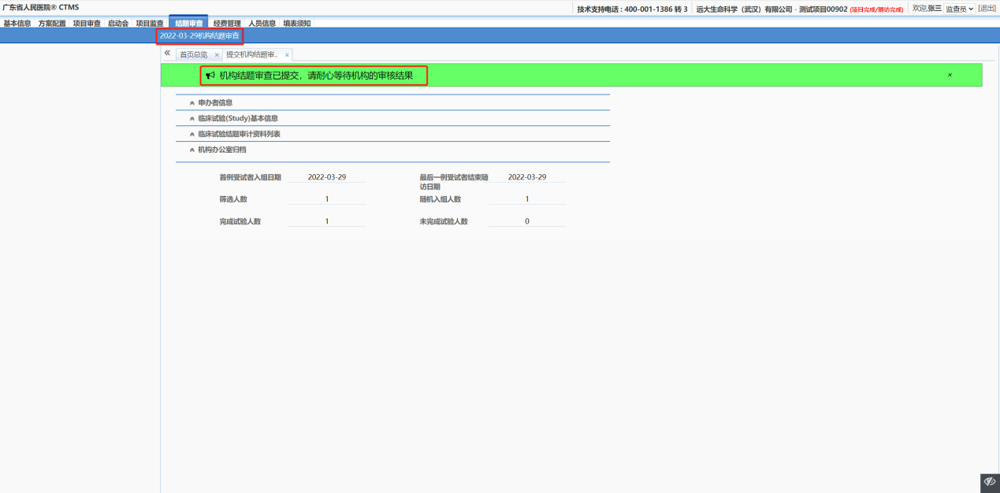 广东省人民医院® CTMS
技术支持电话 : 400-001-1386 转 3
远大生命科学（武汉）有限公司 - 测试项目00902 (项目完成/随访完成)
欢迎,张三 监查员 [退出]
基本信息 方案配置 项目审查 启动会 项目监查 结题审查 经费管理 人员信息 填表须知
2022-03-29机构结题审查
« 首页总览 × 提交机构结题审.. ×
机构结题审查已提交，请耐心等待机构的审核结果 ×
申办者信息
临床试验(Study)基本信息
临床试验结题审计资料列表
机构办公室归档
首例受试者入组日期 2022-03-29 最后一例受试者结束随访日期 2022-03-29
筛选人数 1 随机入组人数 1
完成试验人数 1 未完成试验人数 0